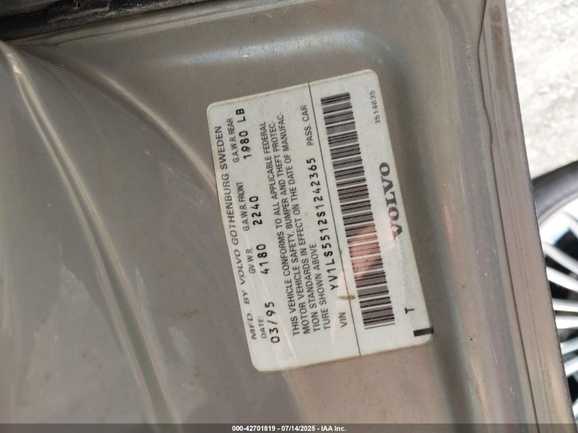 MFD. BY VOLVO GOTHENBURG SWEDEN
DATE: G.V.W.R. G.A.W.R. FRONT G.A.W.R. REAR
03/95 4180 2240 1980 LB
THIS VEHICLE CONFORMS TO ALL APPLICABLE FEDERAL
MOTOR VEHICLE SAFETY, BUMPER AND THEFT PROTEC-
TION STANDARDS IN EFFECT ON THE DATE OF MANUFAC-
TURE SHOWN ABOVE.
YV1LS5512S1242365 PASS CAR
VIN
VOLVO
T
000-42701819 - 07/14/2025 - IAA Inc.